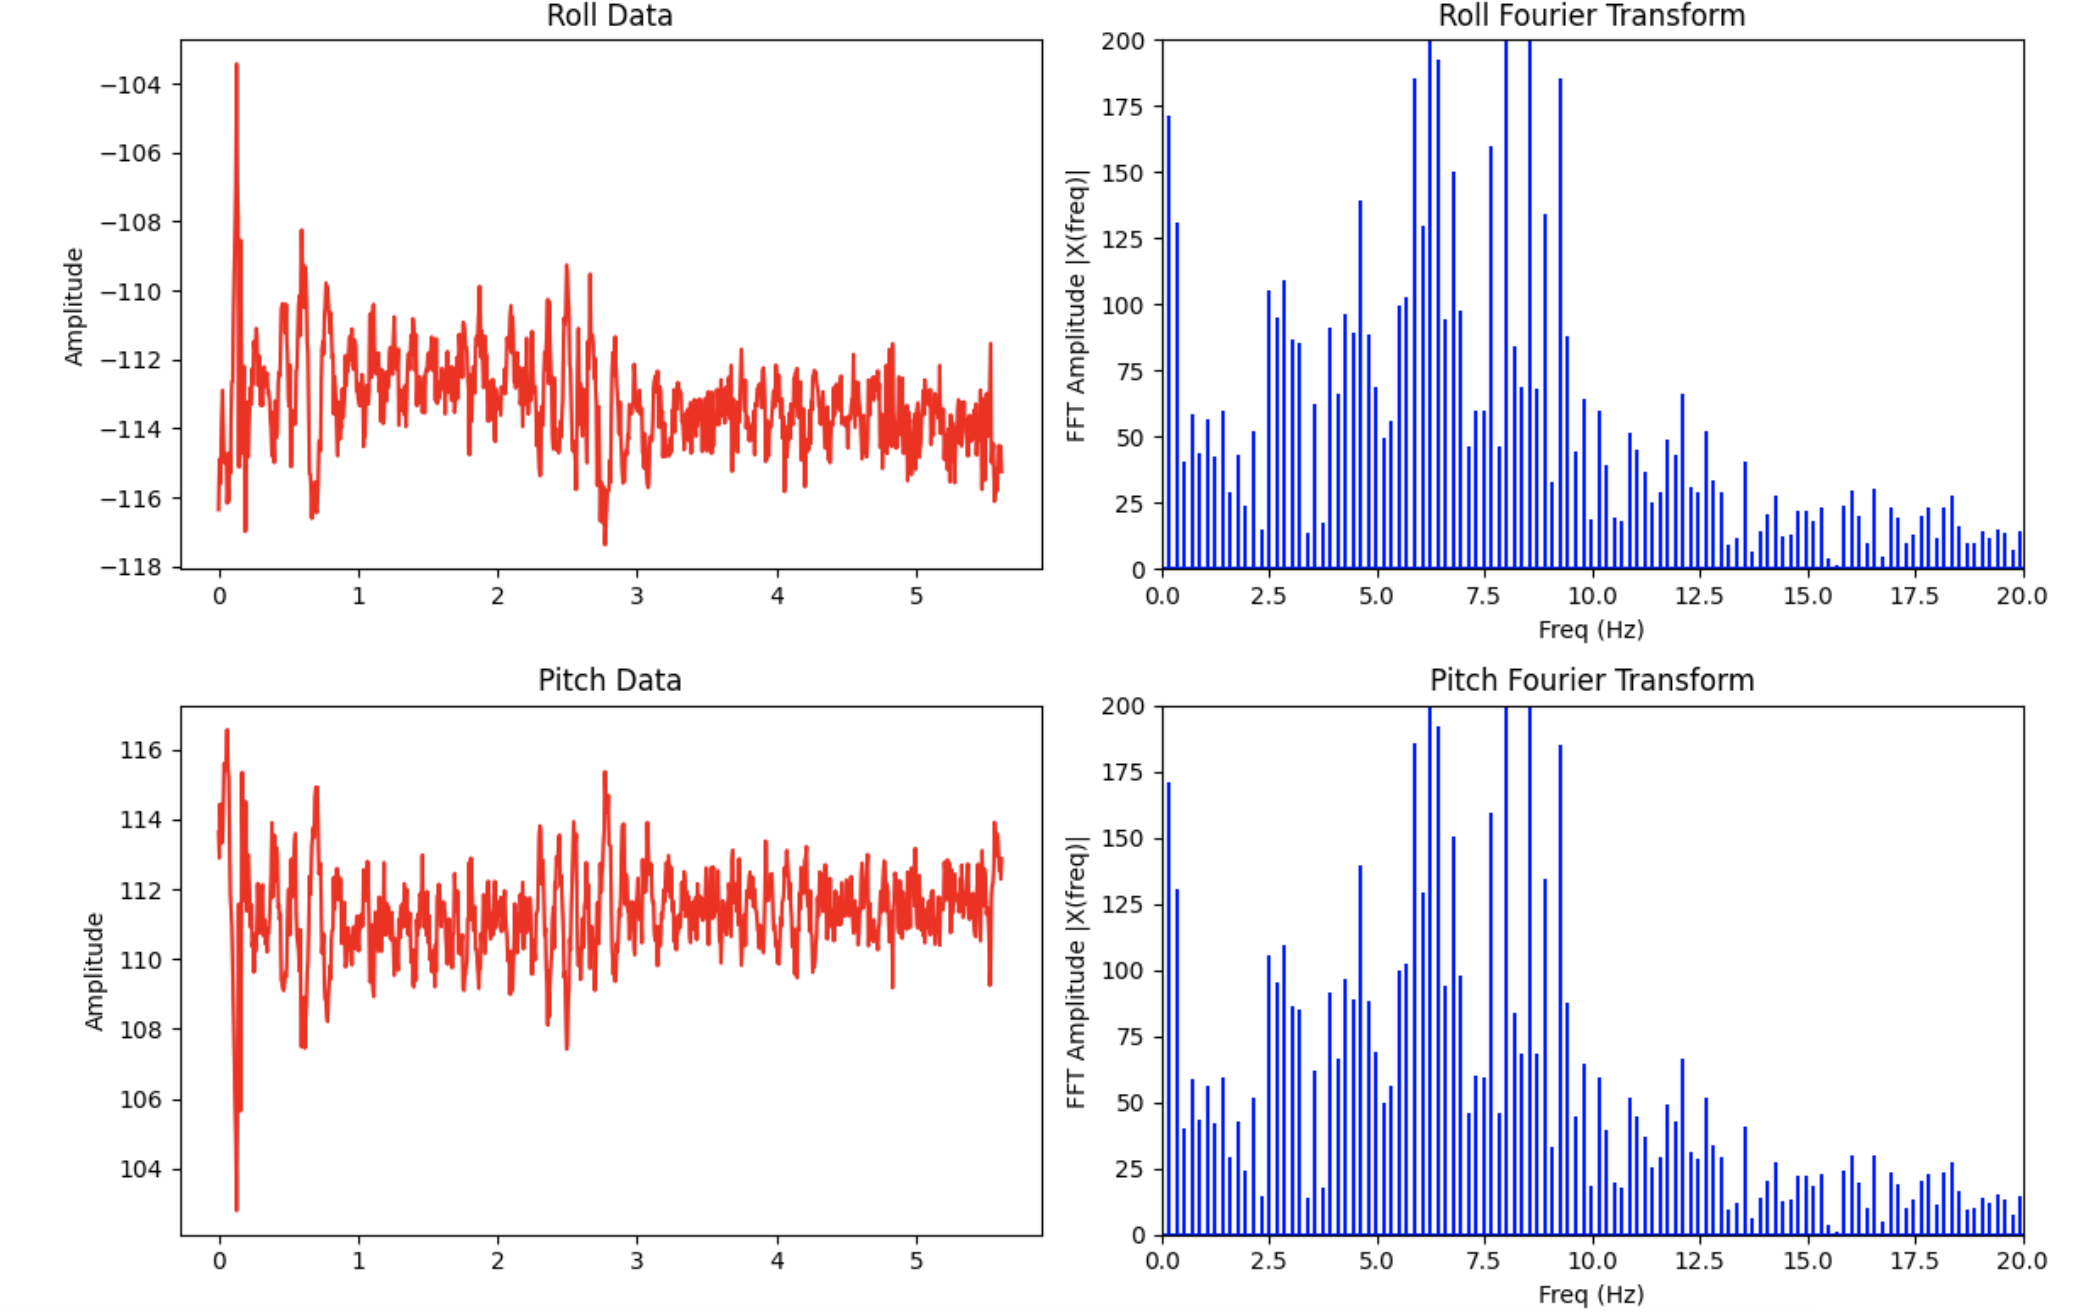 Roll Data
Amplitude
−104
−106
−108
−110
−112
−114
−116
−118
0 1 2 3 4 5
Roll Fourier Transform
FFT Amplitude |X(freq)|
200
175
150
125
100
75
50
25
0
0.0 2.5 5.0 7.5 10.0 12.5 15.0 17.5 20.0
Freq (Hz)
Pitch Data
Amplitude
116
114
112
110
108
106
104
0 1 2 3 4 5
Pitch Fourier Transform
FFT Amplitude |X(freq)|
200
175
150
125
100
75
50
25
0
0.0 2.5 5.0 7.5 10.0 12.5 15.0 17.5 20.0
Freq (Hz)